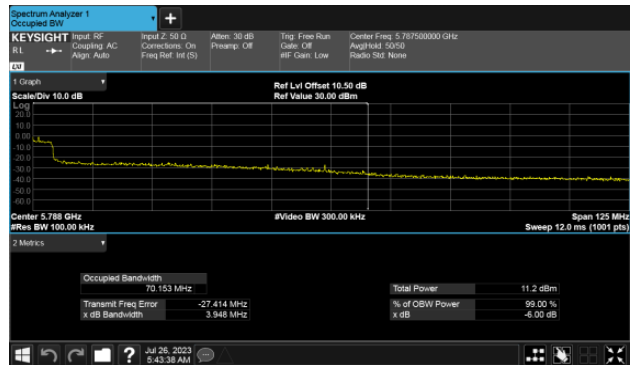 Spectrum Analyzer 1
Occupied BW
+
KEYSIGHT Input: RF Input Z: 50 Ω Atten: 30 dB Trig: Free Run Center Freq: 5.787500000 GHz
R L Coupling: AC Corrections: On Preamp: Off Gate: Off Avg|Hold: 50/50
Align: Auto Freq Ref: Int (S) #IF Gain: Low Radio Std: None
LXI
1 Graph Ref Lvl Offset 10.50 dB
Scale/Div 10.0 dB Ref Value 30.00 dBm
Log
20.0
10.0
0.00
-10.0
-20.0
-30.0
-40.0
-50.0
-60.0
Center 5.788 GHz #Video BW 300.00 kHz Span 125 MHz
#Res BW 100.00 kHz Sweep 12.0 ms (1001 pts)
2 Metrics
Occupied Bandwidth
70.153 MHz Total Power 11.2 dBm
Transmit Freq Error -27.414 MHz % of OBW Power 99.00 %
x dB Bandwidth 3.948 MHz x dB -6.00 dB
? Jul 26, 2023
5:43:38 AM